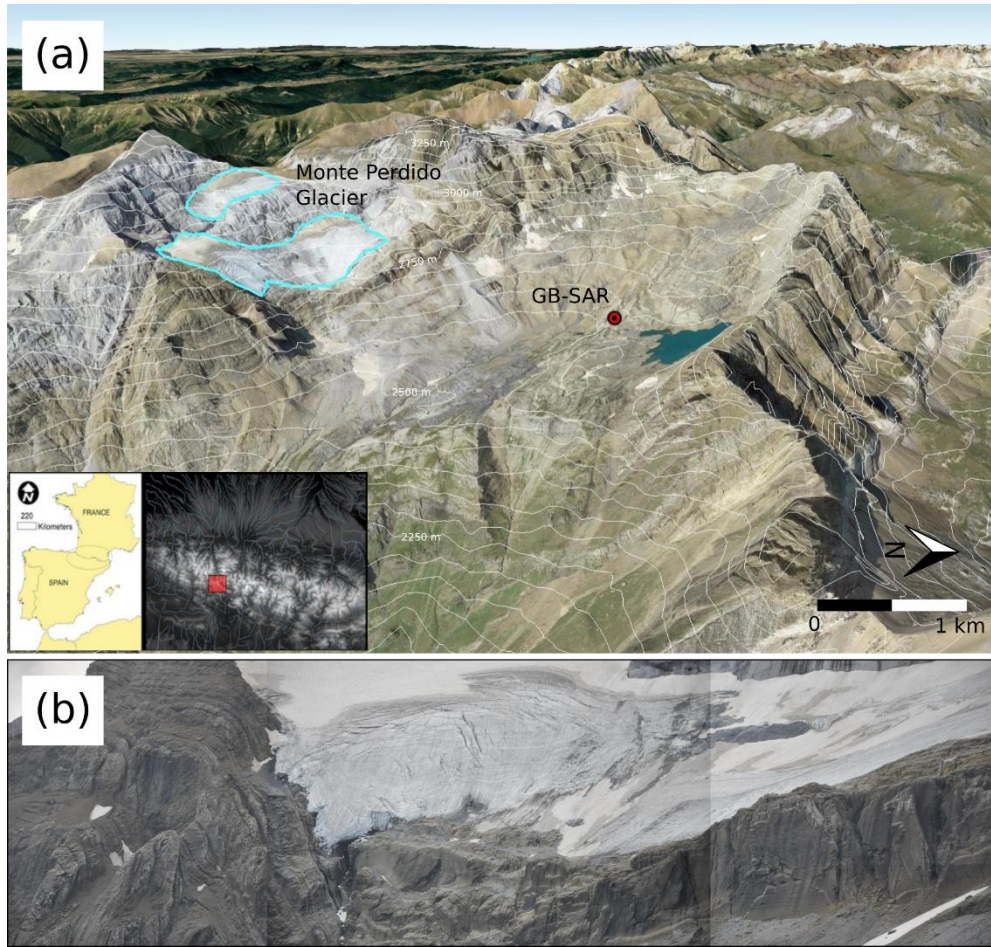 (a)
3250 m
Monte Perdido
Glacier
3000 m
2750 m
GB-SAR
2500 m
N
220
Kilometers
FRANCE
SPAIN
2250 m
N
0
1 km
(b)